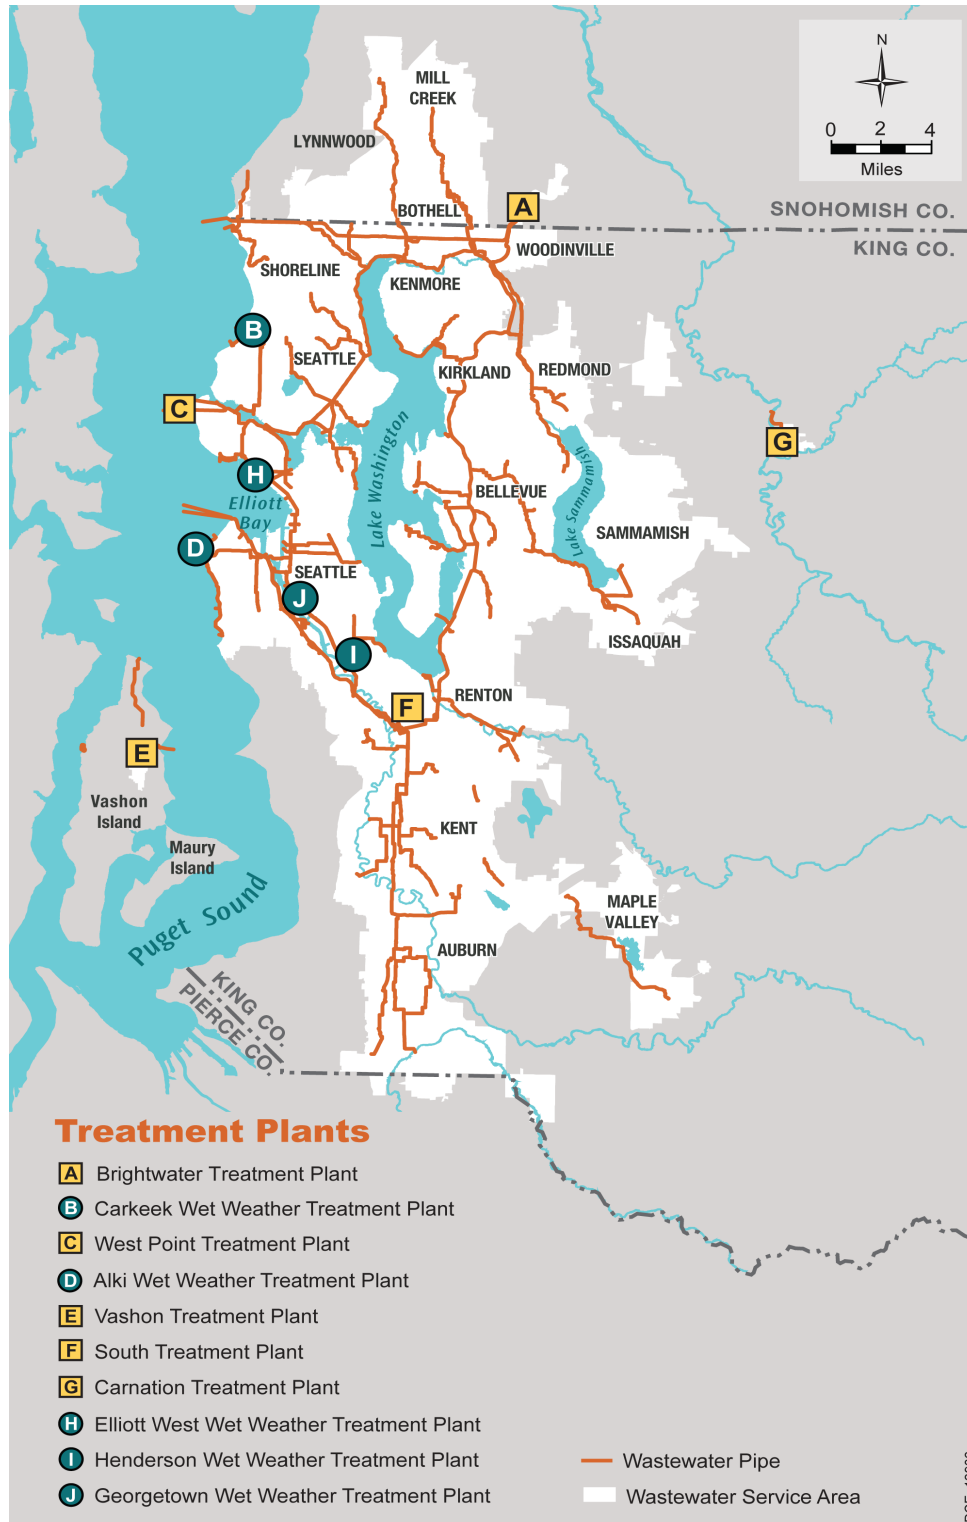 N
0 2 4
Miles
MILL
CREEK
LYNNWOOD
BOTHELL
A
SNOHOMISH CO.
KING CO.
WOODINVILLE
SHORELINE
KENMORE
B
SEATTLE
KIRKLAND
REDMOND
C
G
Lake Washington
Lake Sammamish
H
BELLEVUE
Elliott
Bay
SAMMAMISH
D
SEATTLE
J
ISSAQUAH
I
RENTON
F
E
Vashon
Island
KENT
Maury
Island
MAPLE
VALLEY
Puget Sound
AUBURN
KING CO.
PIERCE CO.
Treatment Plants
A Brightwater Treatment Plant
B Carkeek Wet Weather Treatment Plant
C West Point Treatment Plant
D Alki Wet Weather Treatment Plant
E Vashon Treatment Plant
F South Treatment Plant
G Carnation Treatment Plant
H Elliott West Wet Weather Treatment Plant
I Henderson Wet Weather Treatment Plant
J Georgetown Wet Weather Treatment Plant
Wastewater Pipe
Wastewater Service Area